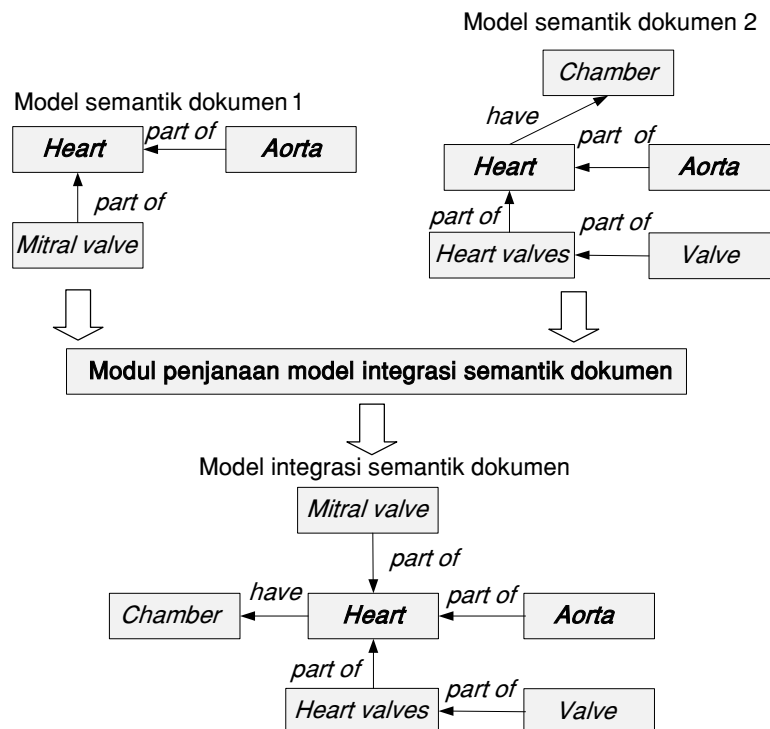 Model semantik dokumen 1
Heart
part of
Aorta
part of
Mitral valve
Model semantik dokumen 2
Chamber
have
Heart
part of
Aorta
part of
Heart valves
part of
Valve
Modul penjanaan model integrasi semantik dokumen
Model integrasi semantik dokumen
Mitral valve
part of
Chamber
have
Heart
part of
Aorta
part of
Heart valves
part of
Valve